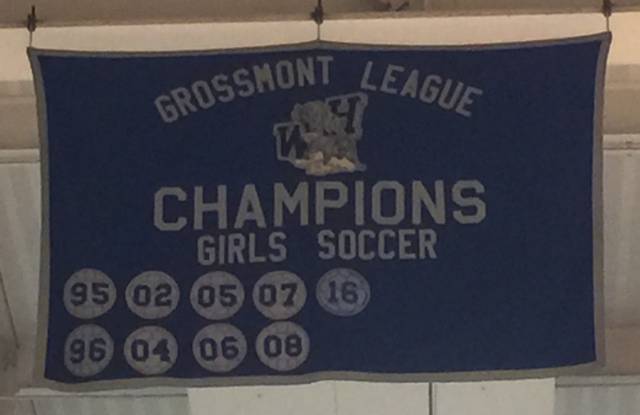 GROSSMONT LEAGUE
WH
CHAMPIONS
GIRLS SOCCER
95 02 05 07 16
96 04 06 08